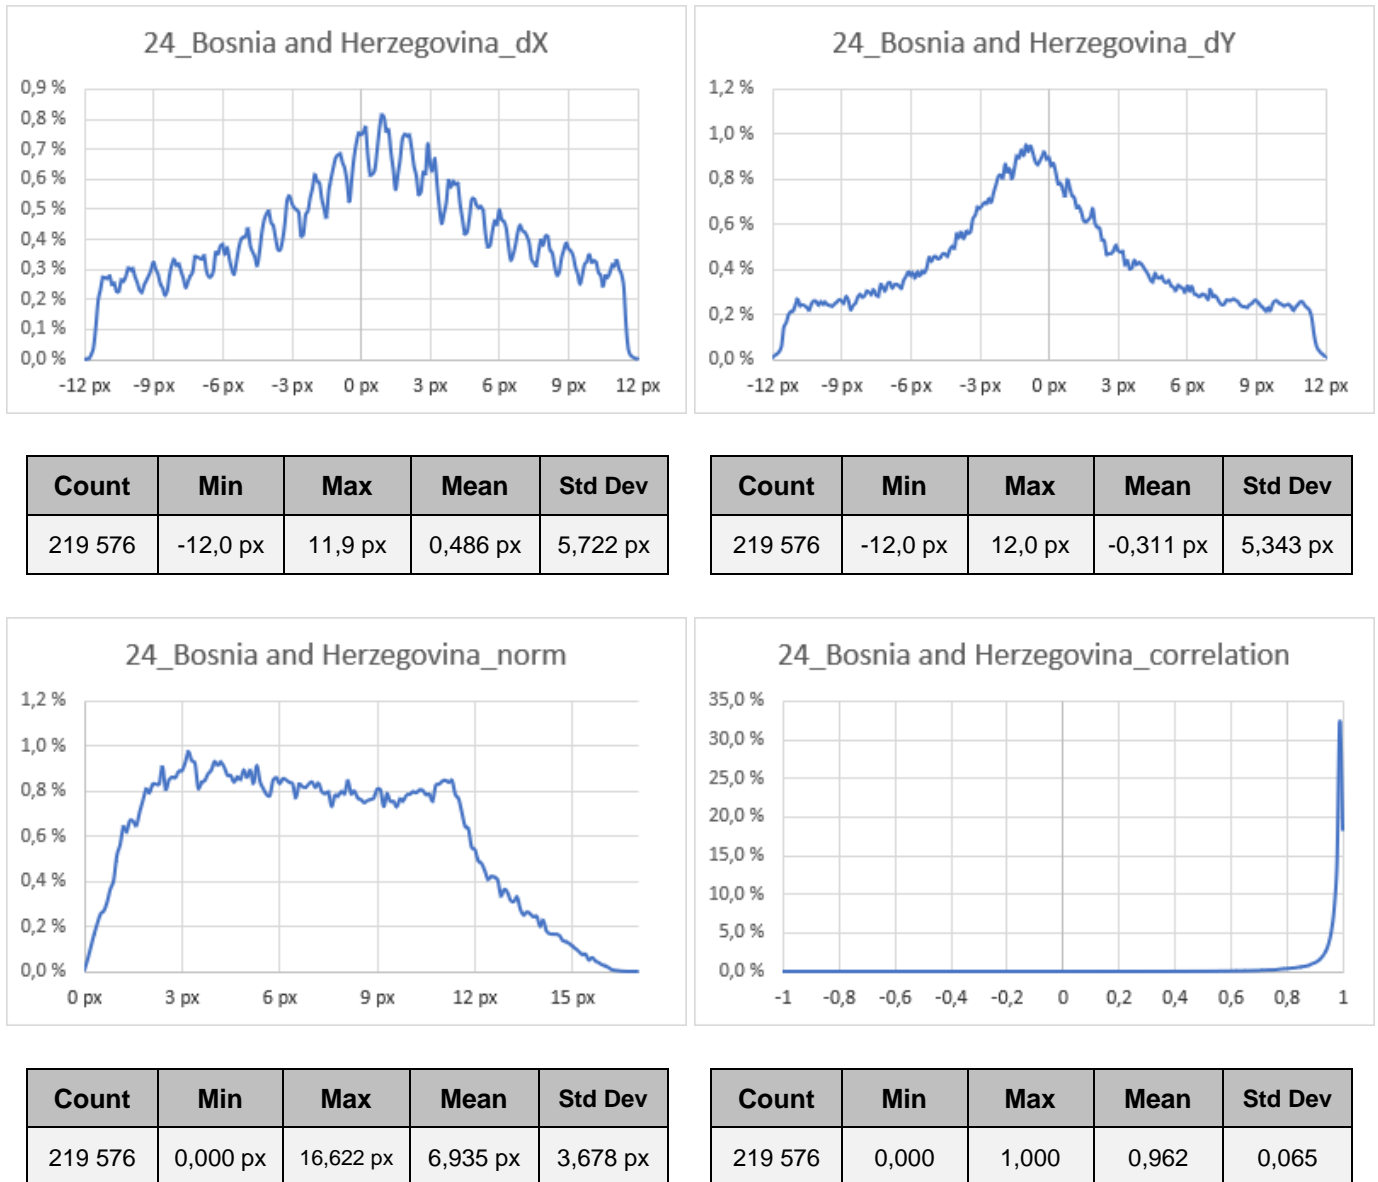 24_Bosnia and Herzegovina_dX
0,9 %
0,8 %
0,7 %
0,6 %
0,5 %
0,4 %
0,3 %
0,2 %
0,1 %
0,0 %
-12 px -9 px -6 px -3 px 0 px 3 px 6 px 9 px 12 px
24_Bosnia and Herzegovina_dY
1,2 %
1,0 %
0,8 %
0,6 %
0,4 %
0,2 %
0,0 %
-12 px -9 px -6 px -3 px 0 px 3 px 6 px 9 px 12 px
Count Min Max Mean Std Dev
219 576 -12,0 px 11,9 px 0,486 px 5,722 px
Count Min Max Mean Std Dev
219 576 -12,0 px 12,0 px -0,311 px 5,343 px
24_Bosnia and Herzegovina_norm
1,2 %
1,0 %
0,8 %
0,6 %
0,4 %
0,2 %
0,0 %
0 px 3 px 6 px 9 px 12 px 15 px
24_Bosnia and Herzegovina_correlation
35,0 %
30,0 %
25,0 %
20,0 %
15,0 %
10,0 %
5,0 %
0,0 %
-1 -0,8 -0,6 -0,4 -0,2 0 0,2 0,4 0,6 0,8 1
Count Min Max Mean Std Dev
219 576 0,000 px 16,622 px 6,935 px 3,678 px
Count Min Max Mean Std Dev
219 576 0,000 1,000 0,962 0,065